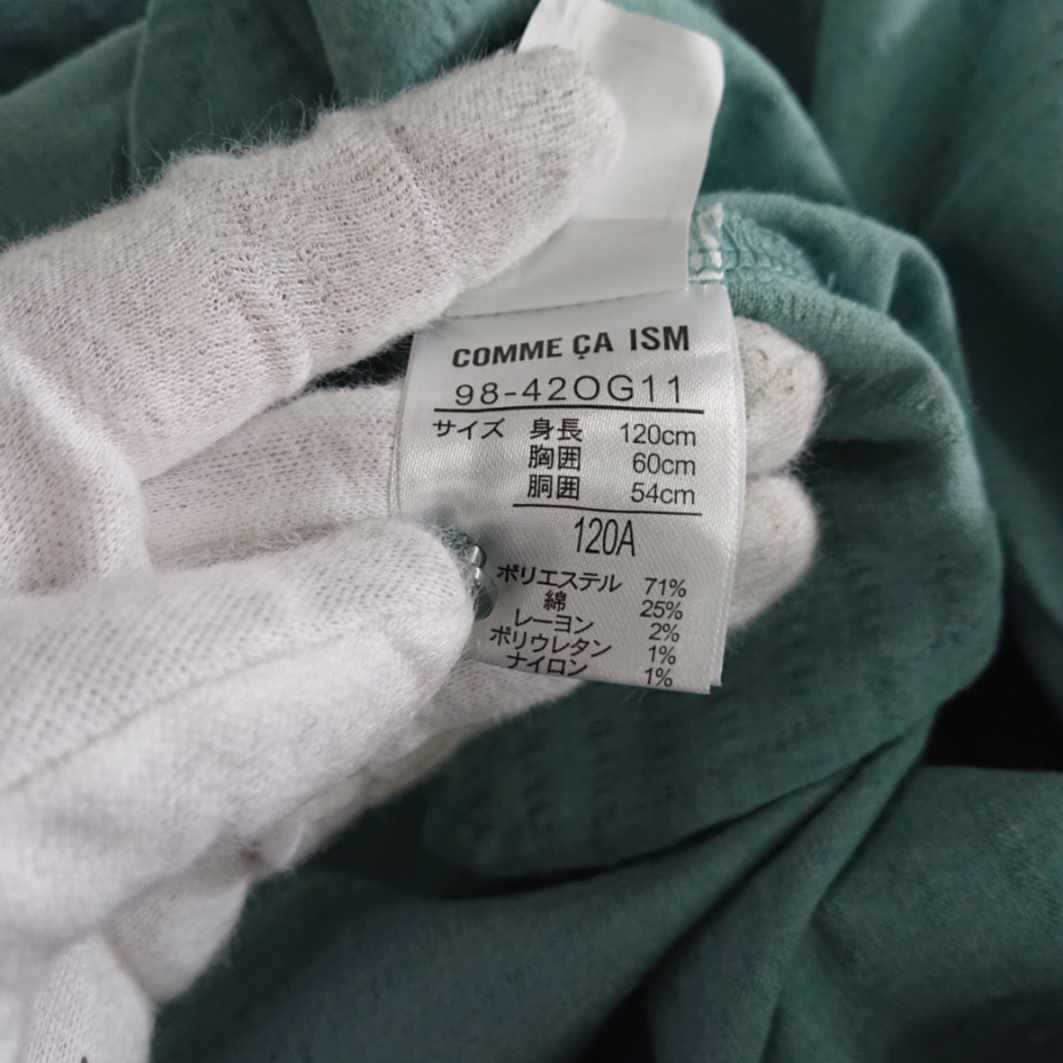 COMME ÇA ISM
98-42OG11
サイズ 身長 120cm
胸囲 60cm
胴囲 54cm
120A
ポリエステル 71%
綿 25%
レーヨン 2%
ポリウレタン 1%
ナイロン 1%